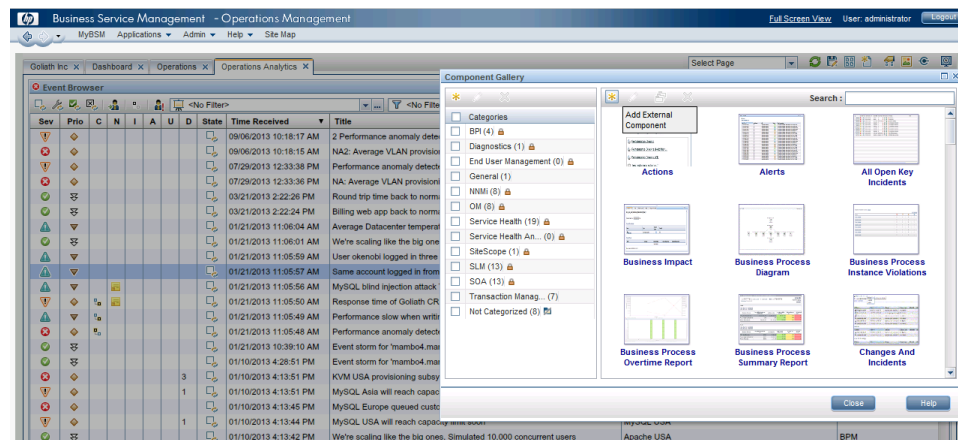 hp Business Service Management - Operations Management Full Screen View User: administrator Logout
MyBSM Applications Admin Help Site Map
Goliath Inc X Dashboard X Operations X Operations Analytics X Select Page
Event Browser
<No Filter> ... <No Filte
Sev Prio C N I A U D State Time Received Title
09/06/2013 10:18:17 AM 2 Performance anomaly dete
09/06/2013 10:18:15 AM NA2: Average VLAN provisio
07/29/2013 12:33:38 PM Performance anomaly detect
07/29/2013 12:33:36 PM NA: Average VLAN provisioni
03/21/2013 2:22:26 PM Round trip time back to norma
03/21/2013 2:22:24 PM Billing web app back to norma
01/21/2013 11:06:04 AM Average Datacenter temperat
01/21/2013 11:06:01 AM We're scaling like the big one
01/21/2013 11:05:59 AM User okenobi logged in three
01/21/2013 11:05:57 AM Same account logged in from
01/21/2013 11:05:56 AM MySQL blind injection attack
01/21/2013 11:05:50 AM Response time of Goliath CR
01/21/2013 11:05:49 AM Performance slow when writin
01/21/2013 11:05:48 AM Performance anomaly detecte
01/21/2013 10:39:10 AM Event storm for 'mambo4.mar
01/10/2013 4:28:51 PM Event storm for 'mambo4.mar
3 01/10/2013 4:13:51 PM KVM USA provisioning subsy
1 01/10/2013 4:13:51 PM MySQL Asia will reach capac
01/10/2013 4:13:45 PM MySQL Europe queued custo
1 01/10/2013 4:13:44 PM MySQL USA will reach capacity limit soon MySQL USA
01/10/2013 4:13:42 PM We're scaling like the big ones. Simulated 10.000 concurrent users Apache USA BPM
Component Gallery
Search :
Categories
BPI (4)
Diagnostics (1)
End User Management (0)
General (1)
NNMi (8)
OM (8)
Service Health (19)
Service Health An... (0)
SiteScope (1)
SLM (13)
SOA (13)
Transaction Manag... (7)
Not Categorized (8)
Add External
Component
Actions Alerts All Open Key
Incidents
Business Impact Business Process
Diagram Business Process
Instance Violations
Business Process
Overtime Report Business Process
Summary Report Changes And
Incidents
Close Help